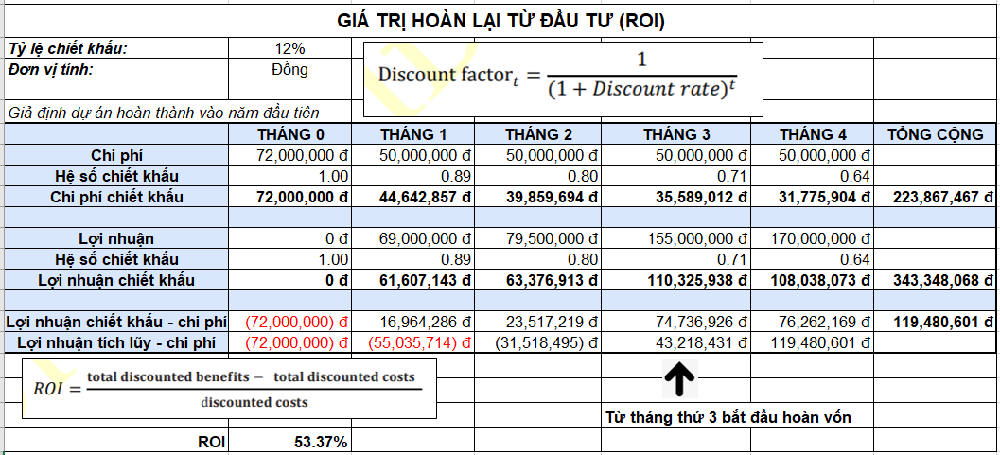 GIÁ TRỊ HOÀN LẠI TỪ ĐẦU TƯ (ROI)
Tỷ lệ chiết khấu: 12%
Đơn vị tính: Đồng
Discount factor_t = 1 / (1 + Discount rate)^t
Giả định dự án hoàn thành vào năm đầu tiên
THÁNG 0 THÁNG 1 THÁNG 2 THÁNG 3 THÁNG 4 TỔNG CỘNG
Chi phí 72,000,000 đ 50,000,000 đ 50,000,000 đ 50,000,000 đ 50,000,000 đ
Hệ số chiết khấu 1.00 0.89 0.80 0.71 0.64
Chi phí chiết khấu 72,000,000 đ 44,642,857 đ 39,859,694 đ 35,589,012 đ 31,775,904 đ 223,867,467 đ
Lợi nhuận 0 đ 69,000,000 đ 79,500,000 đ 155,000,000 đ 170,000,000 đ
Hệ số chiết khấu 1.00 0.89 0.80 0.71 0.64
Lợi nhuận chiết khấu 0 đ 61,607,143 đ 63,376,913 đ 110,325,938 đ 108,038,073 đ 343,348,068 đ
Lợi nhuận chiết khấu - chi phí (72,000,000) đ 16,964,286 đ 23,517,219 đ 74,736,926 đ 76,262,169 đ 119,480,601 đ
Lợi nhuận tích lũy - chi phí (72,000,000) đ (55,035,714) đ (31,518,495) đ 43,218,431 đ 119,480,601 đ
ROI = total discounted benefits − total discounted costs / discounted costs
Từ tháng thứ 3 bắt đầu hoàn vốn
ROI 53.37%